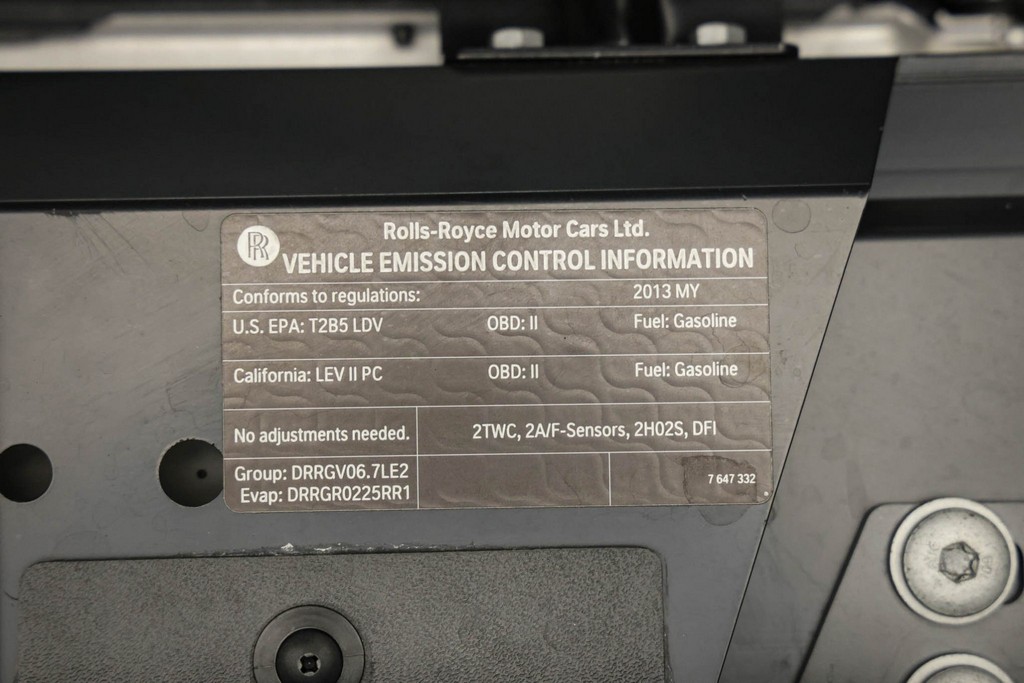 RR
Rolls-Royce Motor Cars Ltd.
VEHICLE EMISSION CONTROL INFORMATION
Conforms to regulations: 2013 MY
U.S. EPA: T2B5 LDV OBD: II Fuel: Gasoline
California: LEV II PC OBD: II Fuel: Gasoline
No adjustments needed. 2TWC, 2A/F-Sensors, 2H02S, DFI
Group: DRRGV06.7LE2
Evap: DRRGR0225RR1
7 647 332